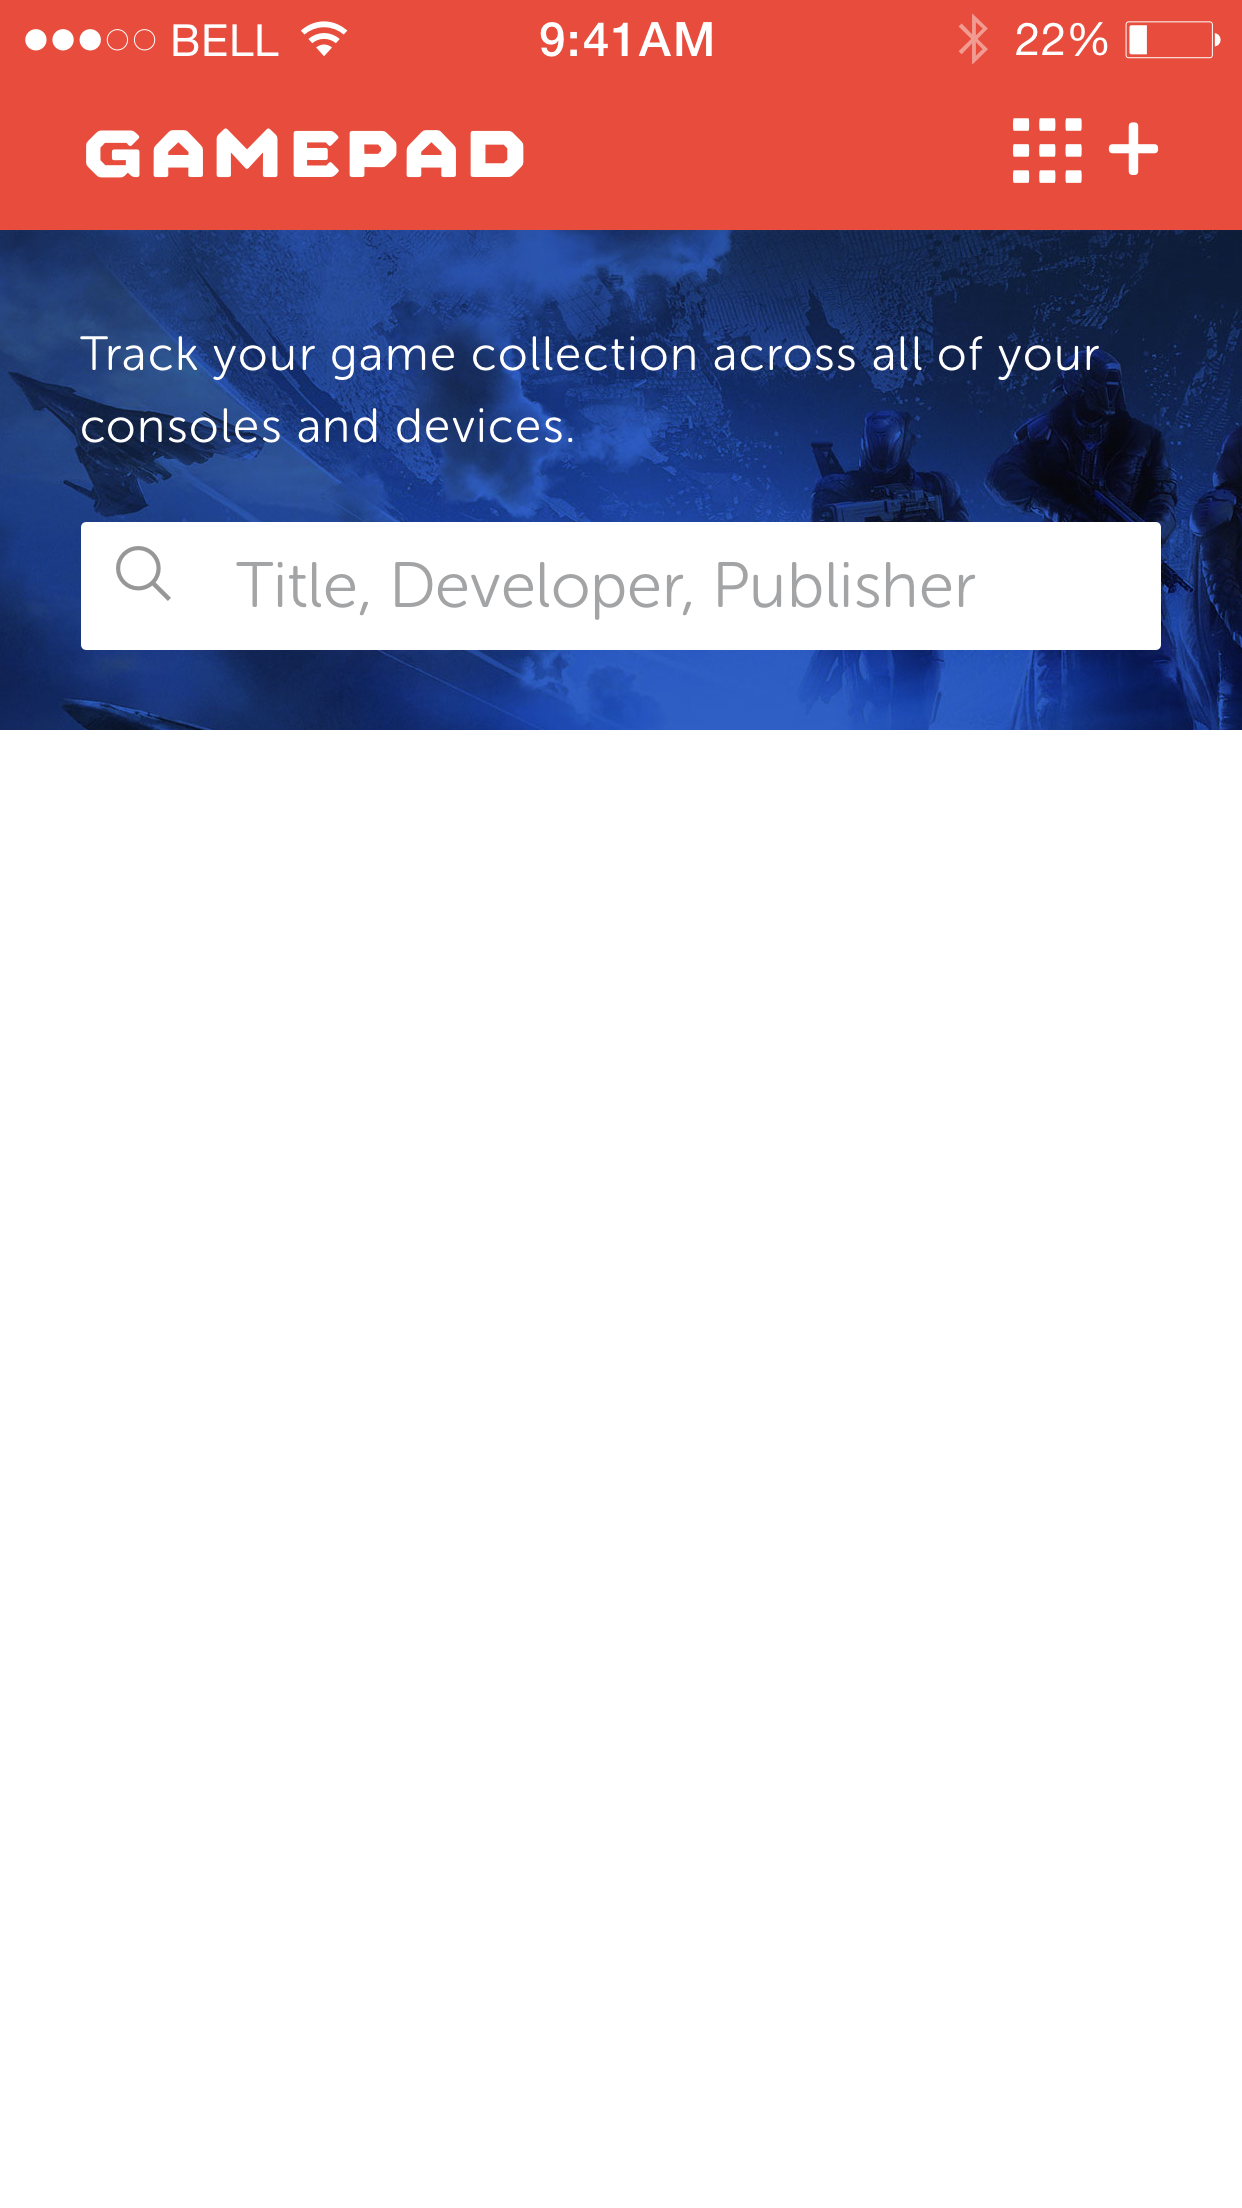 BELL 9:41AM 22%
GAMEPAD
Track your game collection across all of your
consoles and devices.
Title, Developer, Publisher